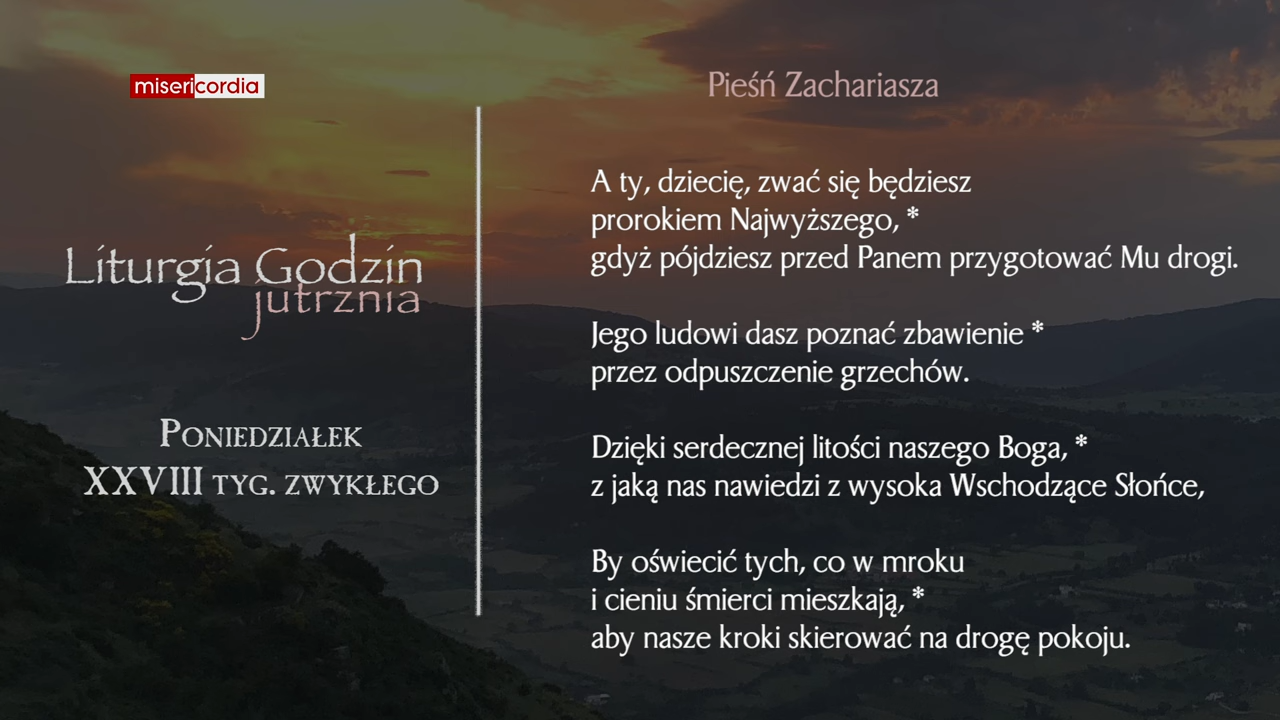 misericordia
Liturgia Godzin
jutrznia
Poniedziałek
XXVIII tyg. zwykłego
Pieśń Zachariasza
A ty, dziecię, zwać się będziesz
prorokiem Najwyższego, *
gdyż pójdziesz przed Panem przygotować Mu drogi.
Jego ludowi dasz poznać zbawienie *
przez odpuszczenie grzechów.
Dzięki serdecznej litości naszego Boga, *
z jaką nas nawiedzi z wysoka Wschodzące Słońce,
By oświecić tych, co w mroku
i cieniu śmierci mieszkają, *
aby nasze kroki skierować na drogę pokoju.